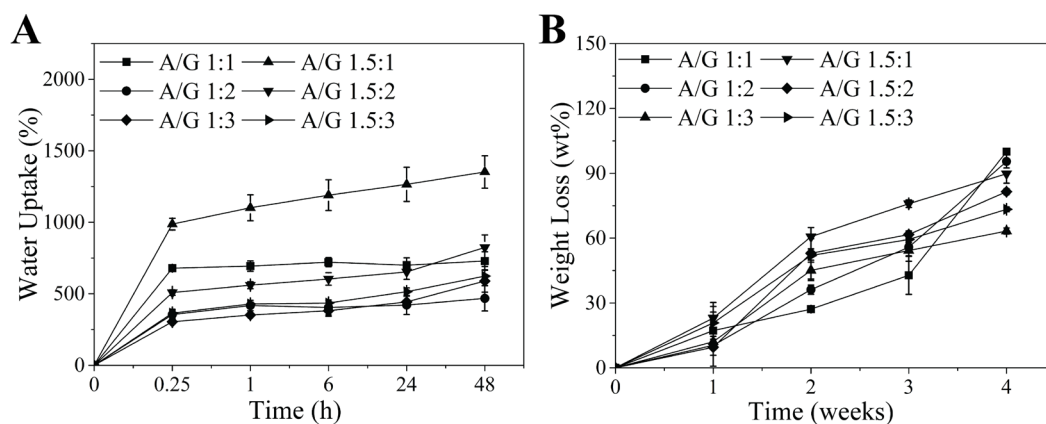 A
Water Uptake (%)
2000
1500
1000
500
0
A/G 1:1 A/G 1.5:1
A/G 1:2 A/G 1.5:2
A/G 1:3 A/G 1.5:3
0 0.25 1 6 24 48
Time (h)
B
Weight Loss (wt%)
150
120
90
60
30
0
A/G 1:1 A/G 1.5:1
A/G 1:2 A/G 1.5:2
A/G 1:3 A/G 1.5:3
0 1 2 3 4
Time (weeks)